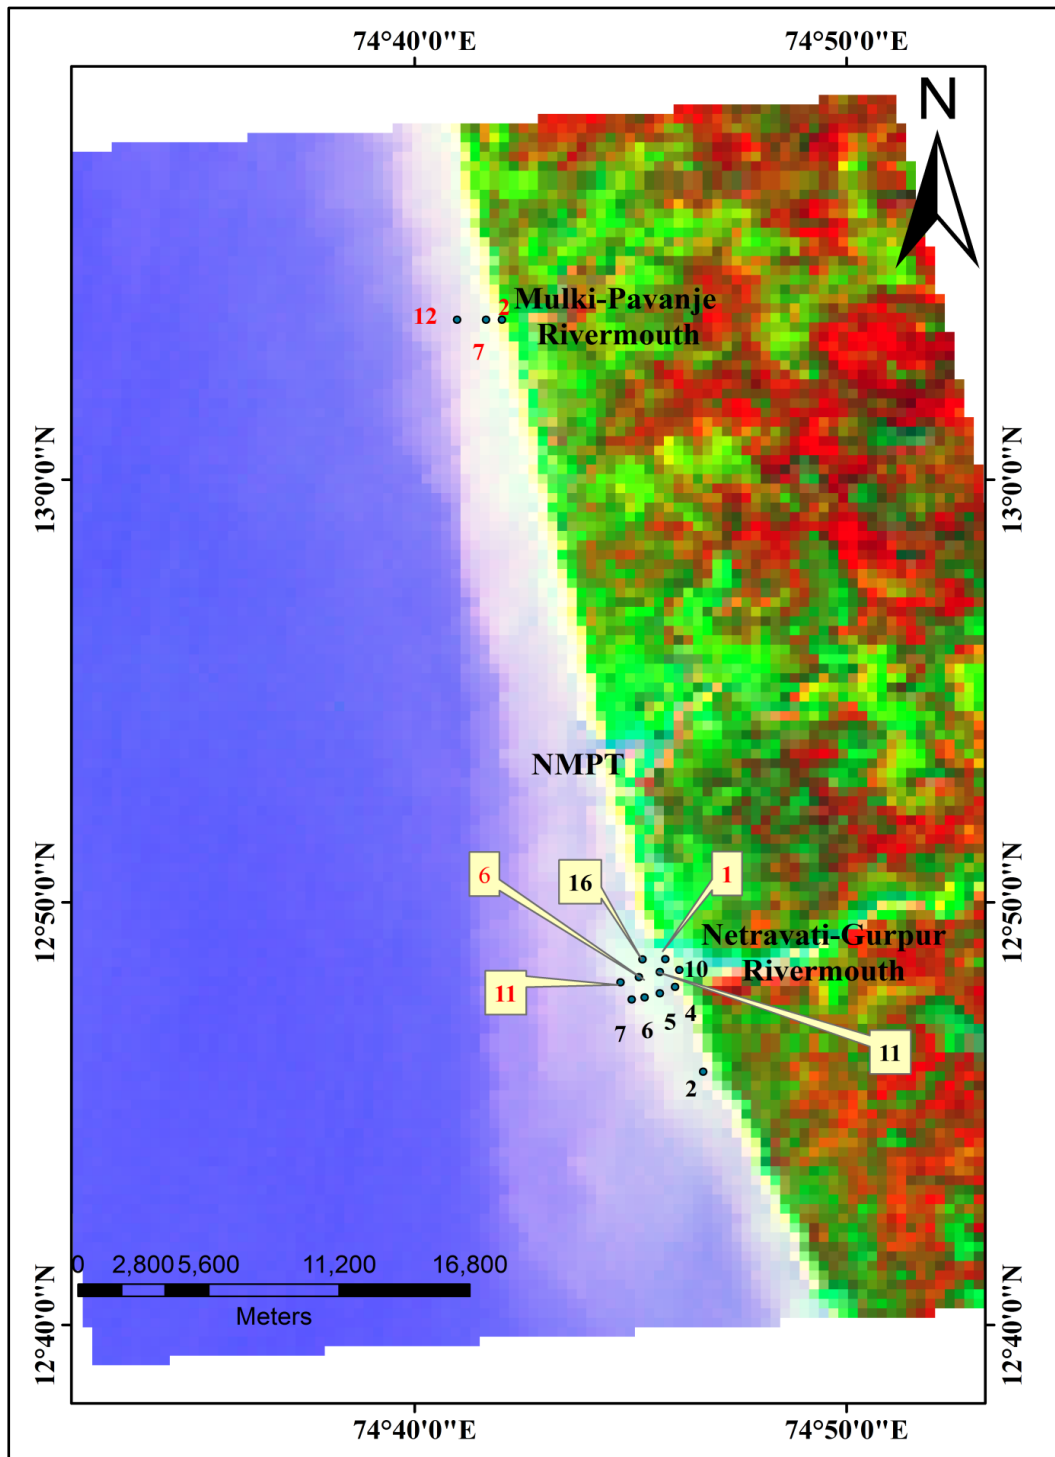 74°40'0"E
74°50'0"E
N
12
2
Mulki-Pavanje
Rivermouth
7
13°0'0"N
13°0'0"N
NMPT
6
16
1
12°50'0"N
12°50'0"N
Netravati-Gurpur
Rivermouth
10
11
4
5
6
7
11
2
0
2,800
5,600
11,200
16,800
Meters
12°40'0"N
12°40'0"N
74°40'0"E
74°50'0"E